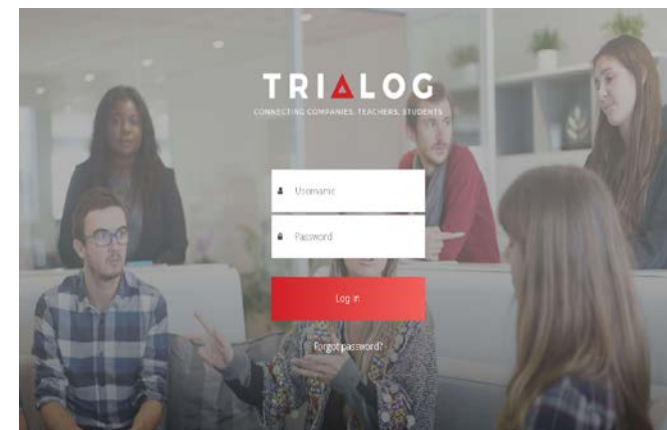 TRIALOG
CONNECTING COMPANIES, TEACHERS, STUDENTS
Username
Password
Log in
Forgot password?